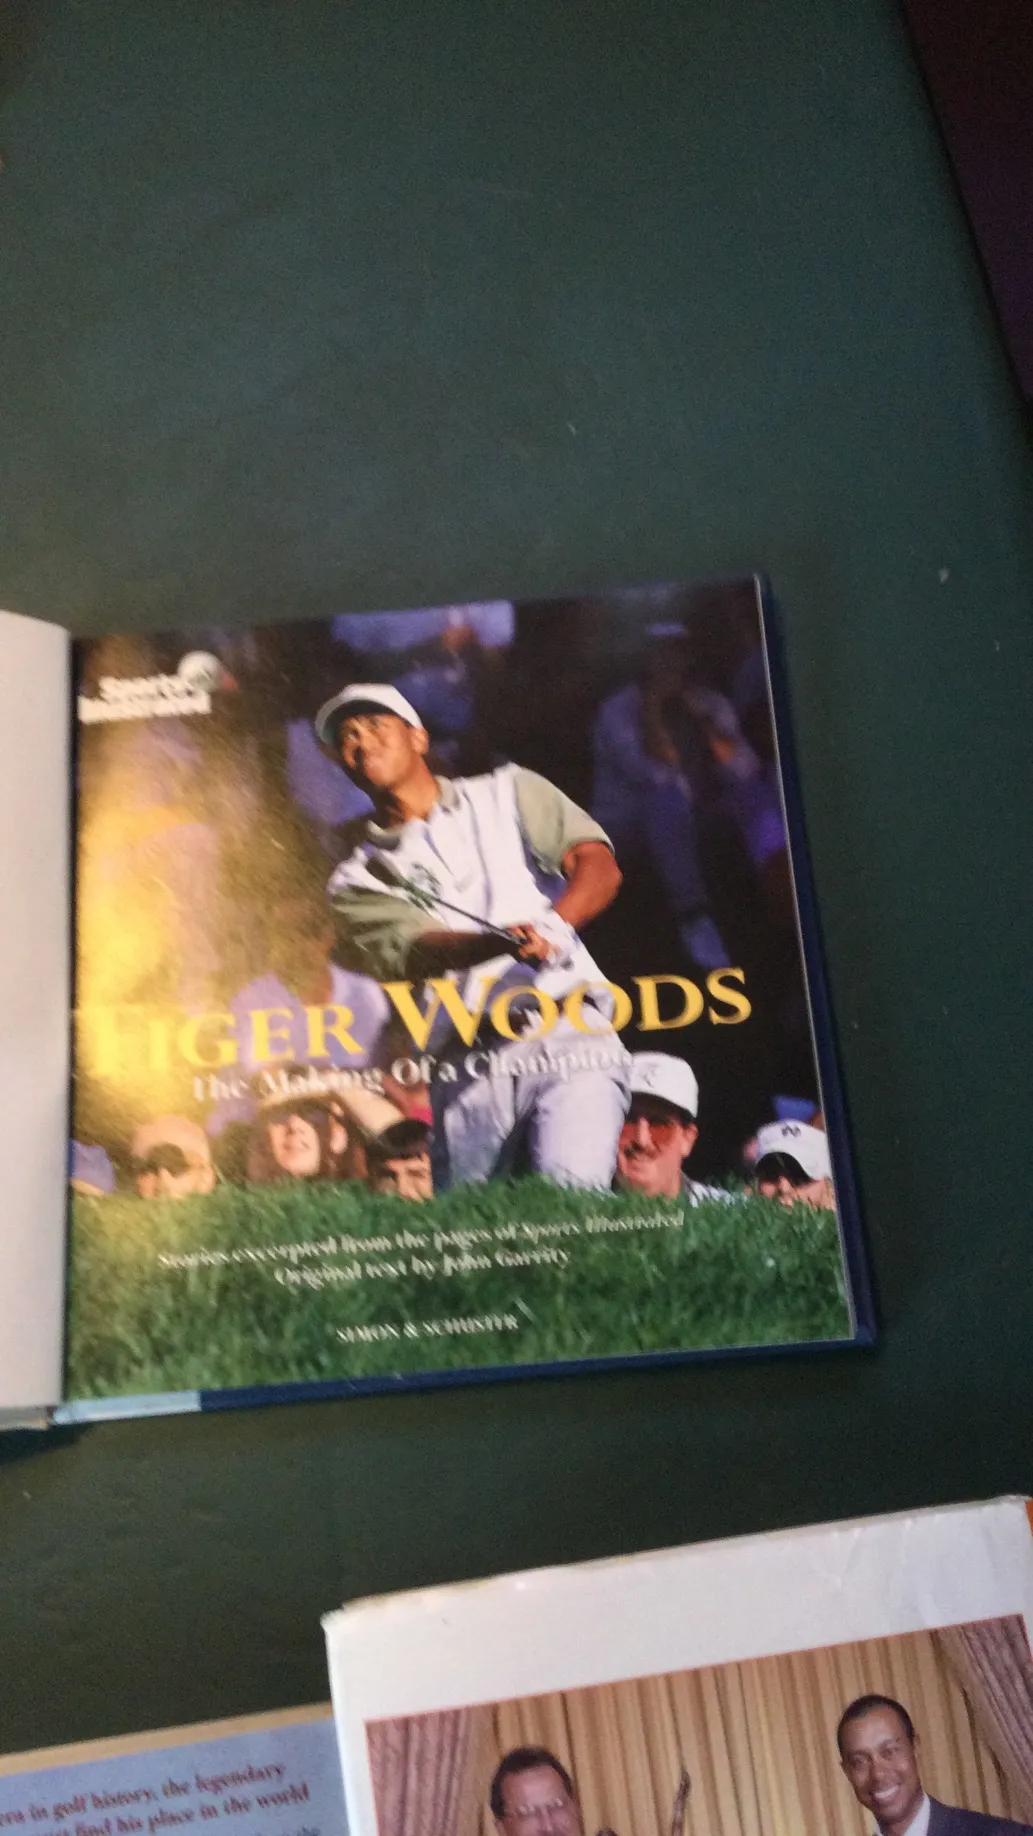 Sports
Illustrated
TIGER WOODS
The Making Of a Champion
Stories excerpted from the pages of Sports Illustrated
Original text by John Garrity
SIMON & SCHUSTER
era in golf history, the legendary
find his place in the world